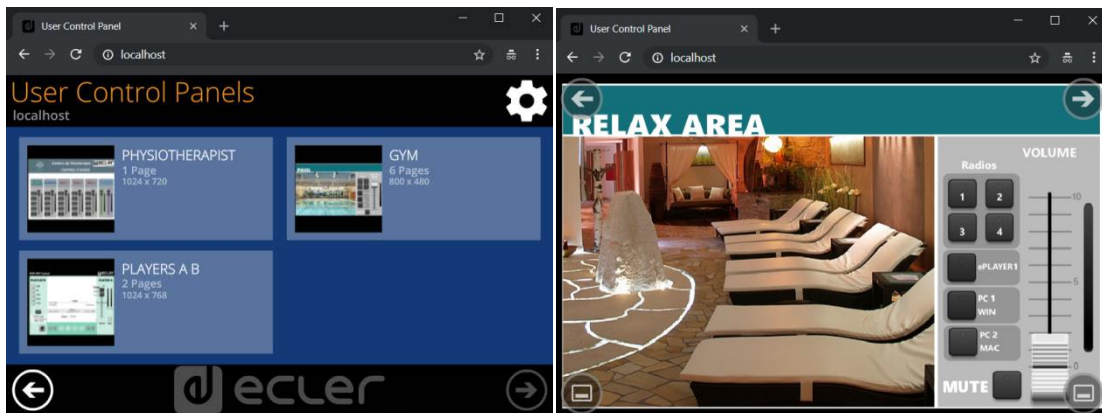 User Control Panel
localhost
User Control Panels
localhost
PHYSIOTHERAPIST
1 Page
1024 x 720
GYM
6 Pages
800 x 480
POOL
PLAYERS A B
2 Pages
1024 x 768
ecler
User Control Panel
localhost
RELAX AREA
VOLUME
Radios
1 2
3 4
ePLAYER1
PC 1
WIN
PC 2
MAC
10
5
0
MUTE